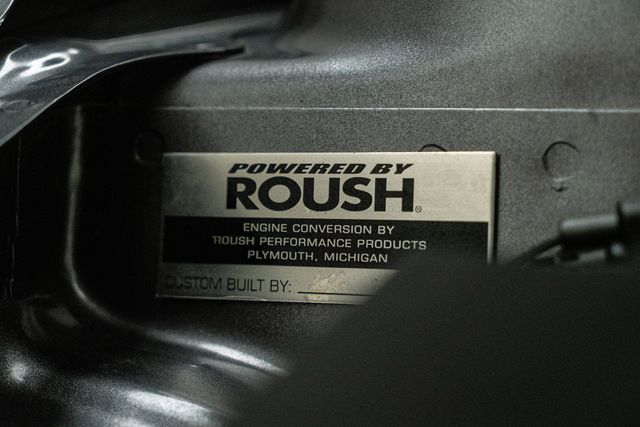 POWERED BY
ROUSH®
ENGINE CONVERSION BY
ROUSH PERFORMANCE PRODUCTS
PLYMOUTH, MICHIGAN
CUSTOM BUILT BY: